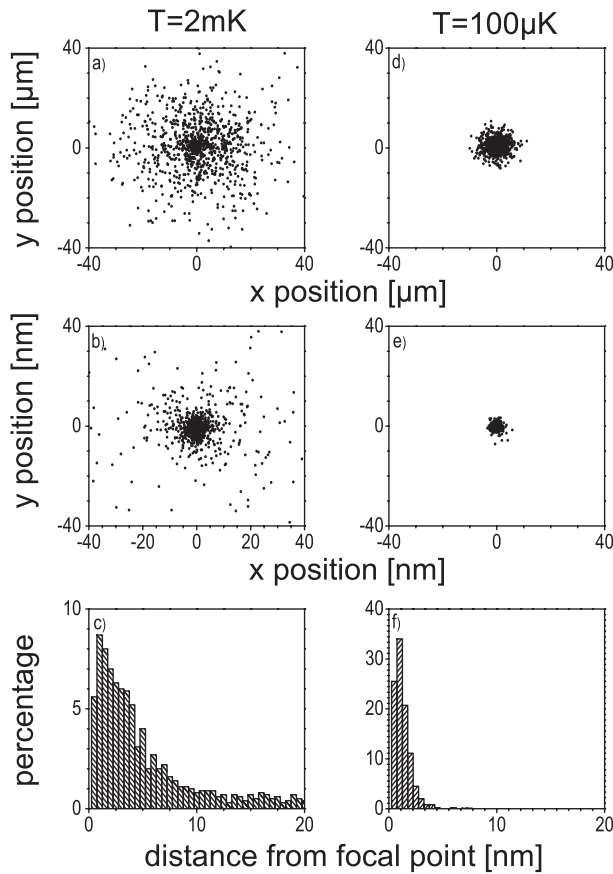 T=2mK T=100µK
a) d)
y position [µm]
40 40
0 0
-40 -40
-40 -20 0 20 40 -40 0 40
x position [µm]
b) e)
y position [nm]
40 40
0 0
-40 -40
-40 -20 0 20 40 -40 0 40
x position [nm]
c) f)
percentage
10 40
30
5 20
10
0 0
0 10 20 0 10 20
distance from focal point [nm]